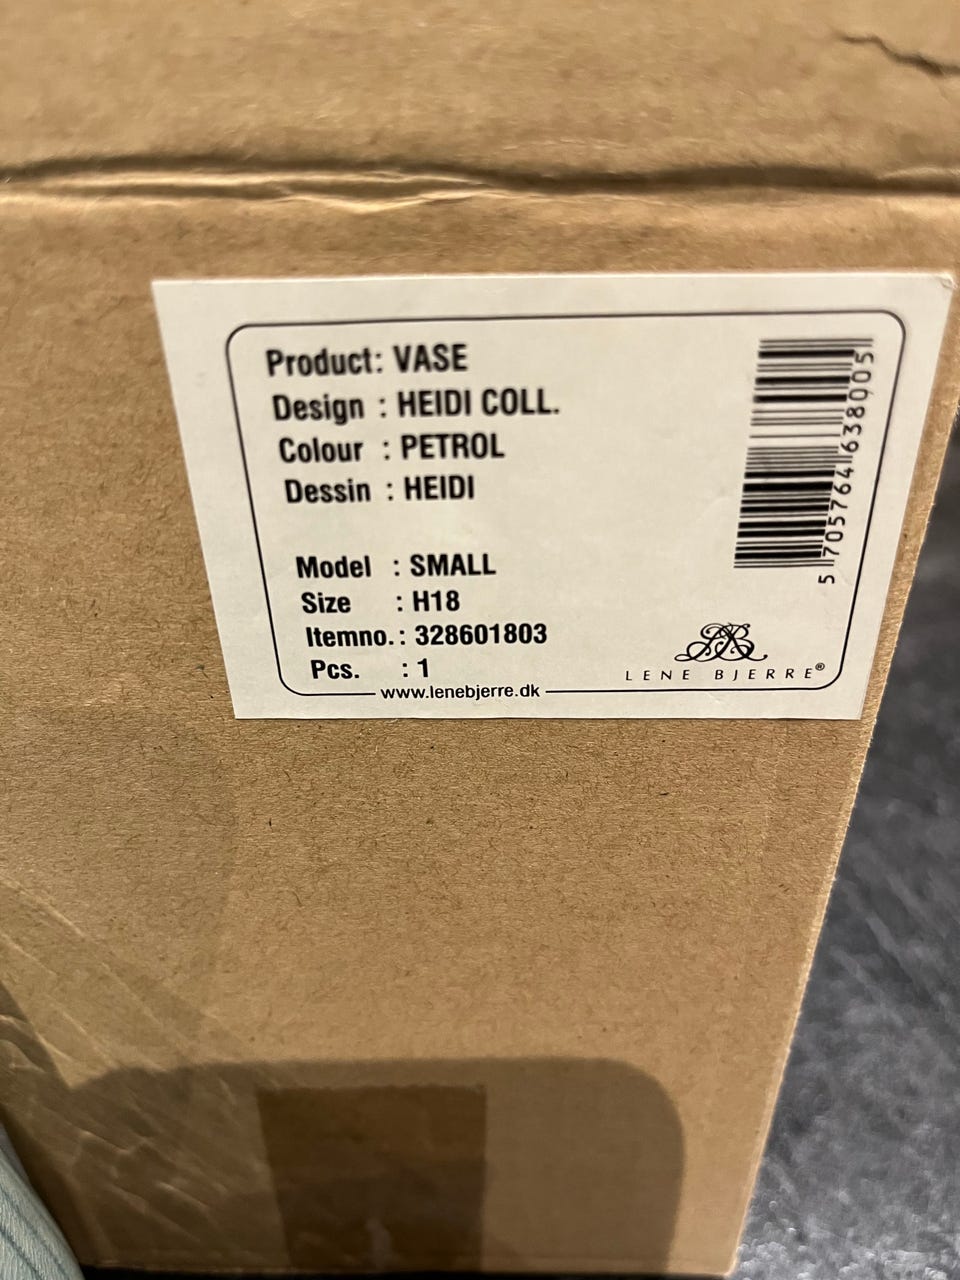 Product: VASE
Design : HEIDI COLL.
Colour : PETROL
Dessin : HEIDI
Model : SMALL
Size : H18
Itemno. : 328601803
Pcs. : 1
www.lenebjerre.dk
5 705764 638005
LENE BJERRE®